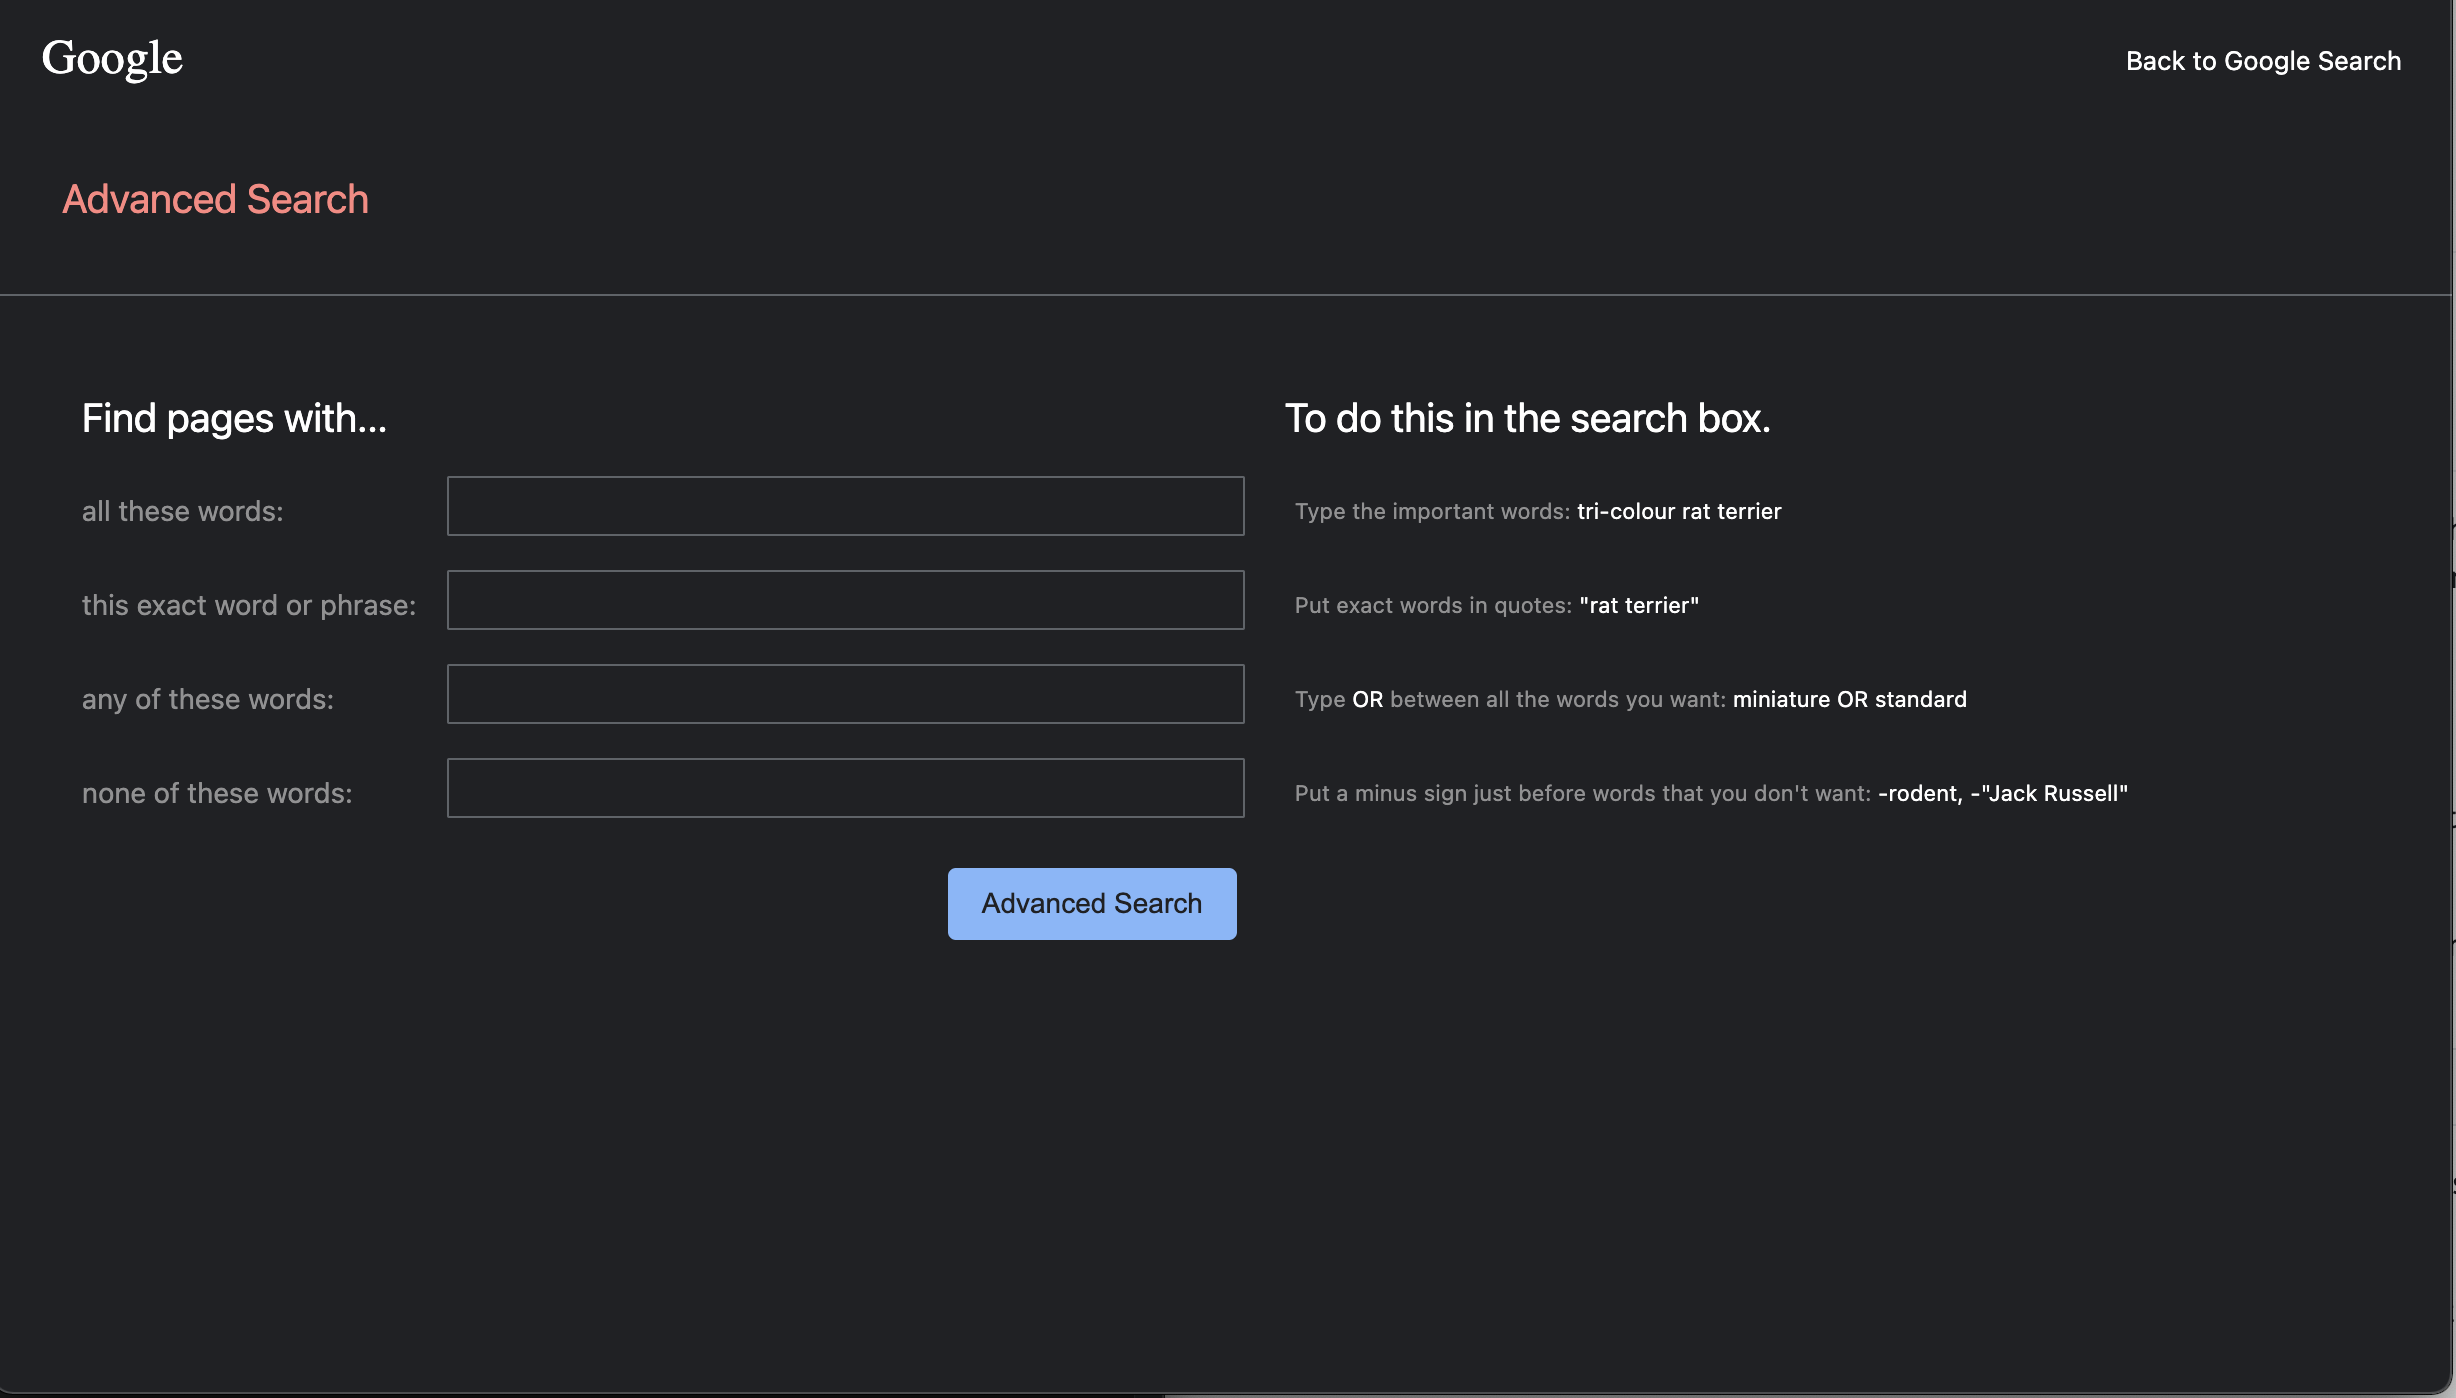 Google
Back to Google Search
Advanced Search
Find pages with...
To do this in the search box.
all these words:
Type the important words: tri-colour rat terrier
this exact word or phrase:
Put exact words in quotes: "rat terrier"
any of these words:
Type OR between all the words you want: miniature OR standard
none of these words:
Put a minus sign just before words that you don't want: -rodent, -"Jack Russell"
Advanced Search